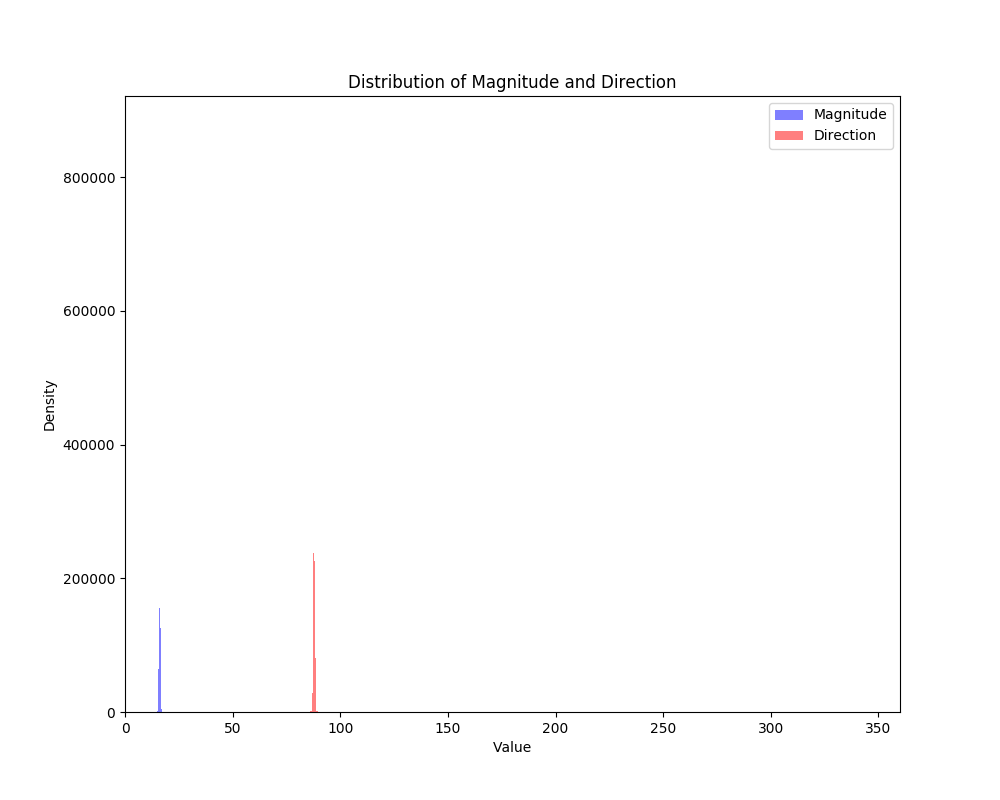 Distribution of Magnitude and Direction
Magnitude
Direction
800000
600000
400000
200000
0
Density
0 50 100 150 200 250 300 350
Value